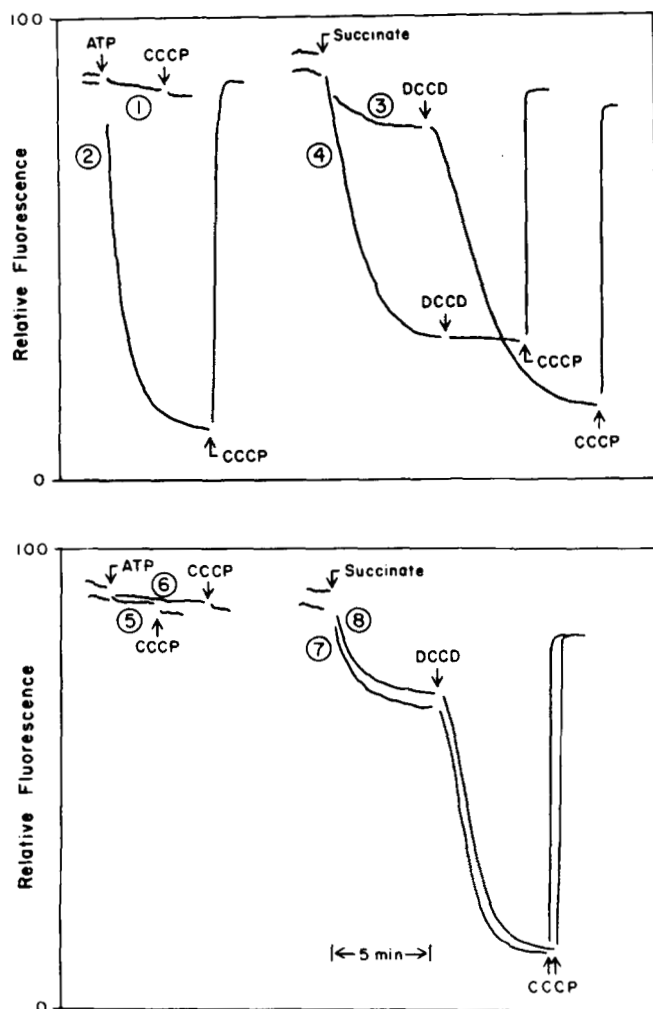 100
ATP
CCCP
Succinate
1
3
DCCD
2
4
DCCD
CCCP
CCCP
CCCP
Relative Fluorescence
0
100
ATP
6
CCCP
Succinate
5
CCCP
8
7
DCCD
5 min
CCCP
Relative Fluorescence
0